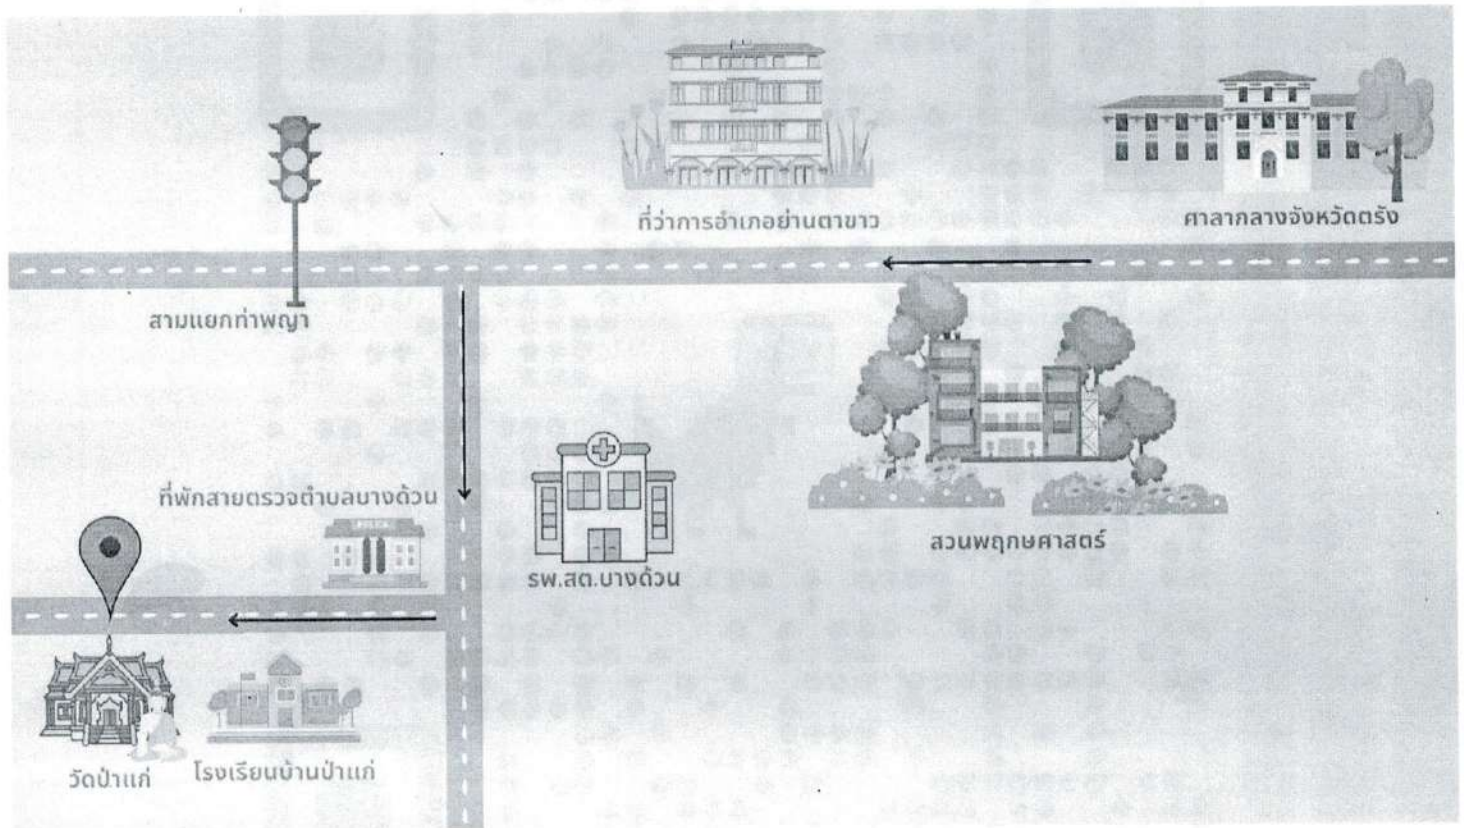 ที่ว่าการอำเภอย่านตาขาว
ศาลากลางจังหวัดตรัง
สามแยกท่าพญา
ที่พักสายตรวจตำบลบางด้วน
สวนพฤกษศาสตร์
รพ.สต.บางด้วน
วัดป่าแก่
โรงเรียนบ้านป่าแก่